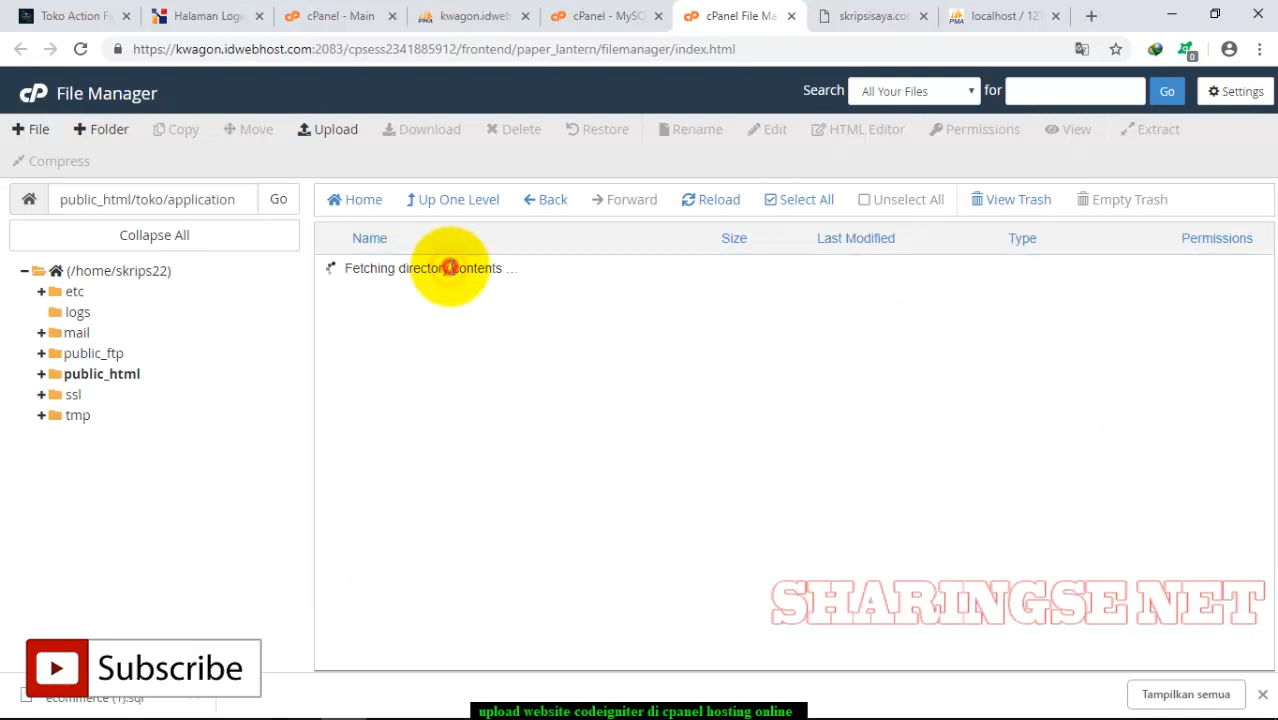 Toko Action Fi
Halaman Logi
cPanel - Main
kwagon.idweb
cPanel - MySC
cPanel File Ma
skripsisaya.co
localhost / 127
https://kwagon.idwebhost.com:2083/cpsess2341885912/frontend/paper_lantern/filemanager/index.html
cP File Manager
Search All Your Files for Go Settings
File Folder Copy Move Upload Download Delete Restore Rename Edit HTML Editor Permissions View Extract
Compress
public_html/toko/application Go
Home Up One Level Back Forward Reload Select All Unselect All View Trash Empty Trash
Collapse All
Name Size Last Modified Type Permissions
Fetching directory contents ...
(/home/skrips22)
etc
logs
mail
public_ftp
public_html
ssl
tmp
SHARINGSE NET
Subscribe
ecommerce (1).sql
Tampilkan semua
upload website codeigniter di cpanel hosting online